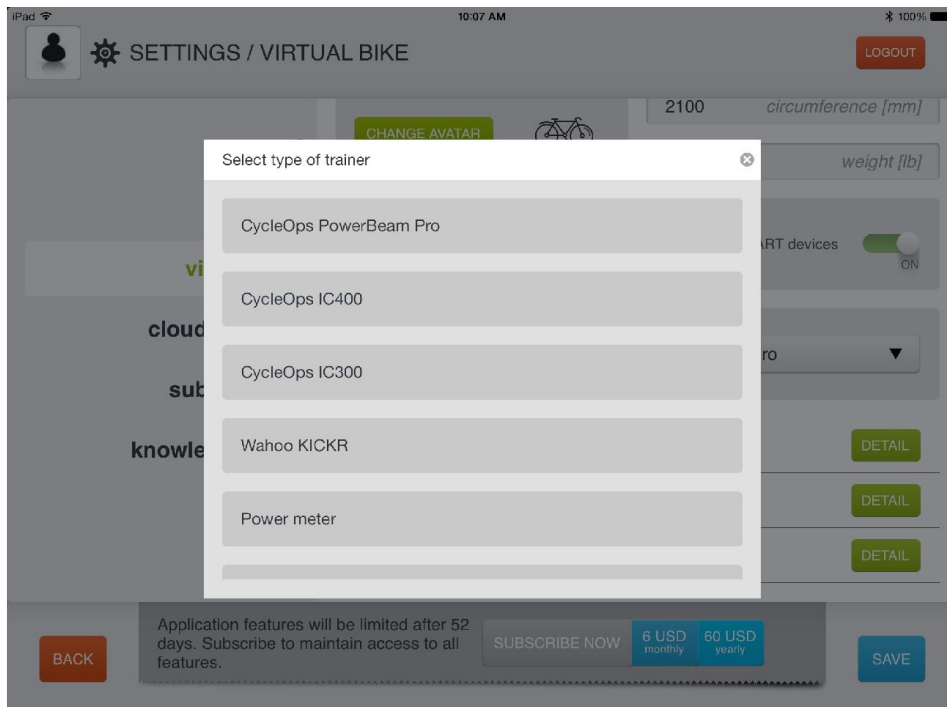 iPad
10:07 AM
100%
SETTINGS / VIRTUAL BIKE
LOGOUT
2100
circumference [mm]
CHANGE AVATAR
Select type of trainer
weight [lb]
CycleOps PowerBeam Pro
ART devices
ON
vi
CycleOps IC400
cloud
ro
CycleOps IC300
sub
knowle
Wahoo KICKR
DETAIL
Power meter
DETAIL
DETAIL
Application features will be limited after 52
days. Subscribe to maintain access to all
features.
SUBSCRIBE NOW
6 USD
monthly
60 USD
yearly
BACK
SAVE